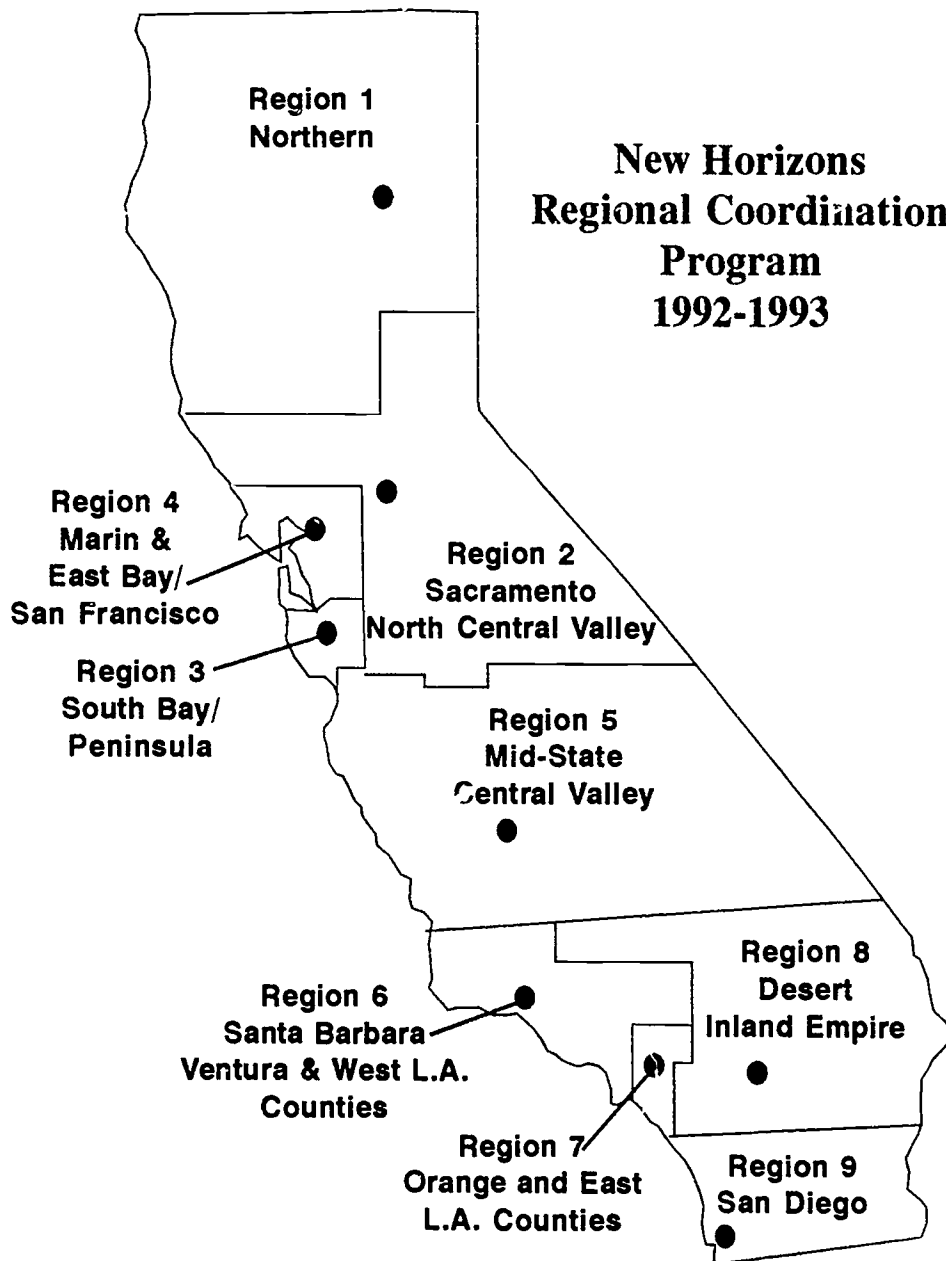 Region 1
Northern
New Horizons
Regional Coordination
Program
1992-1993
Region 4
Marin &
East Bay/
San Francisco
Region 2
Sacramento
North Central Valley
Region 3
South Bay/
Peninsula
Region 5
Mid-State
Central Valley
Region 8
Desert
Inland Empire
Region 6
Santa Barbara
Ventura & West L.A.
Counties
Region 7
Orange and East
L.A. Counties
Region 9
San Diego